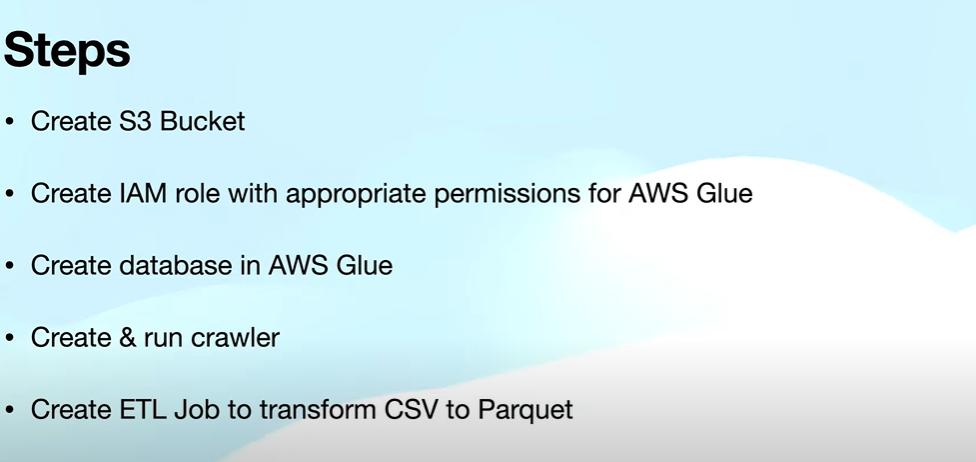 Steps
• Create S3 Bucket
• Create IAM role with appropriate permissions for AWS Glue
• Create database in AWS Glue
• Create & run crawler
• Create ETL Job to transform CSV to Parquet